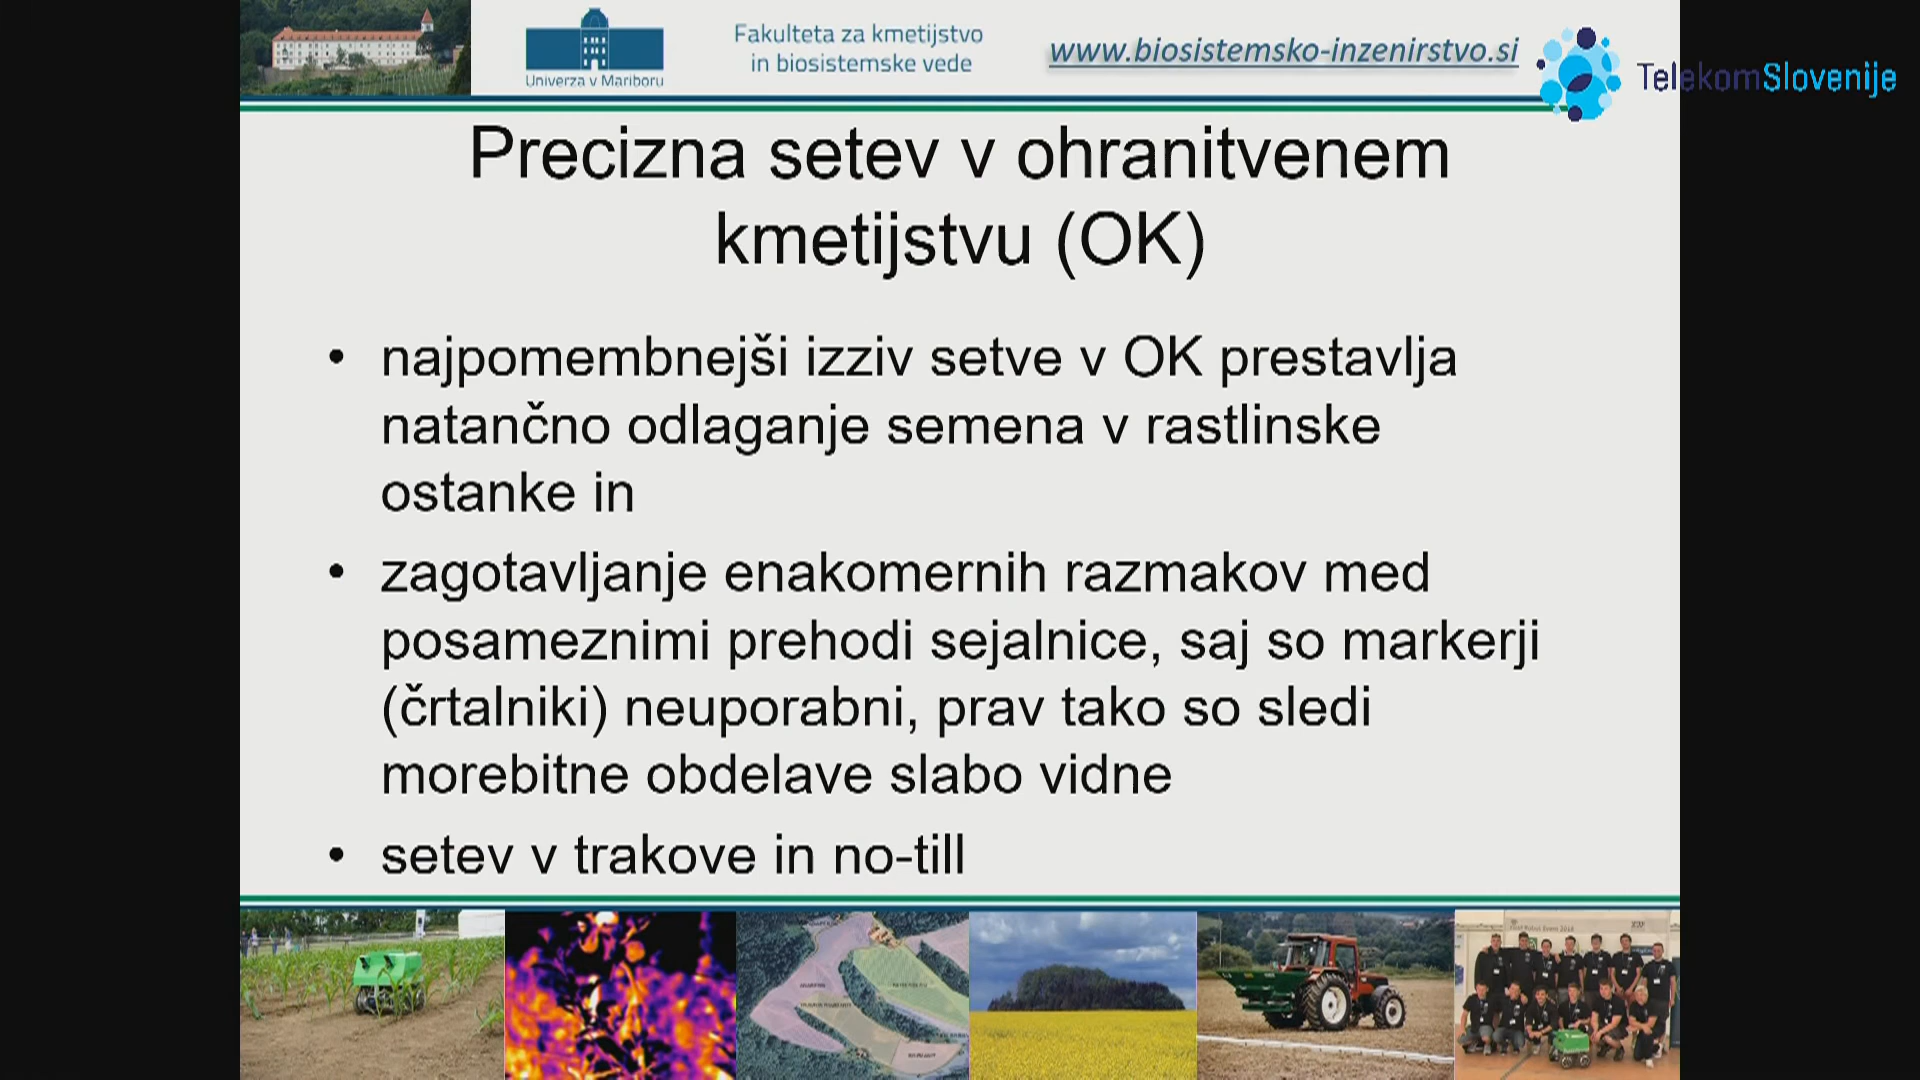 Univerza v Mariboru
Fakulteta za kmetijstvo
in biosistemske vede
www.biosistemsko-inzenirstvo.si
TelekomSlovenije
Precizna setev v ohranitvenem
kmetijstvu (OK)
• najpomembnejši izziv setve v OK prestavlja
natančno odlaganje semena v rastlinske
ostanke in
• zagotavljanje enakomernih razmakov med
posameznimi prehodi sejalnice, saj so markerji
(črtalniki) neuporabni, prav tako so sledi
morebitne obdelave slabo vidne
• setev v trakove in no-till